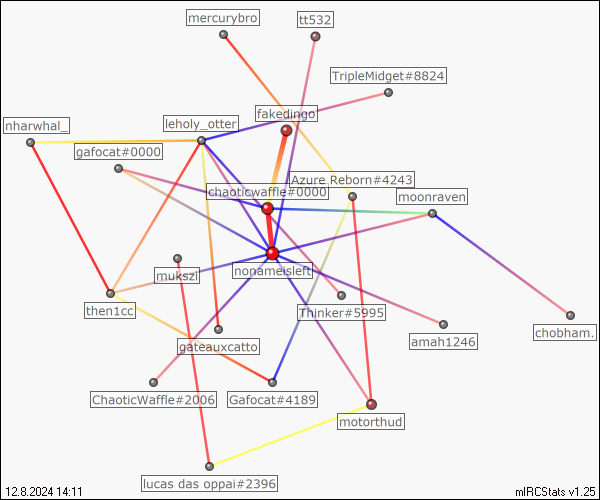 mercurybro
tt532
TripleMidget#8824
fakedingo
nharwhal_
leholy_otter
gafocat#0000
Azure Reborn#4243
chaoticwaffle#0000
moonraven
nonameisleft
mukszi
then1cc
Thinker#5995
chobham.
amah1246
gateauxcatto
ChaoticWaffle#2006
Gafocat#4189
motorthud
lucas das oppai#2396
12.8.2024 14:11
mIRCStats v1.25